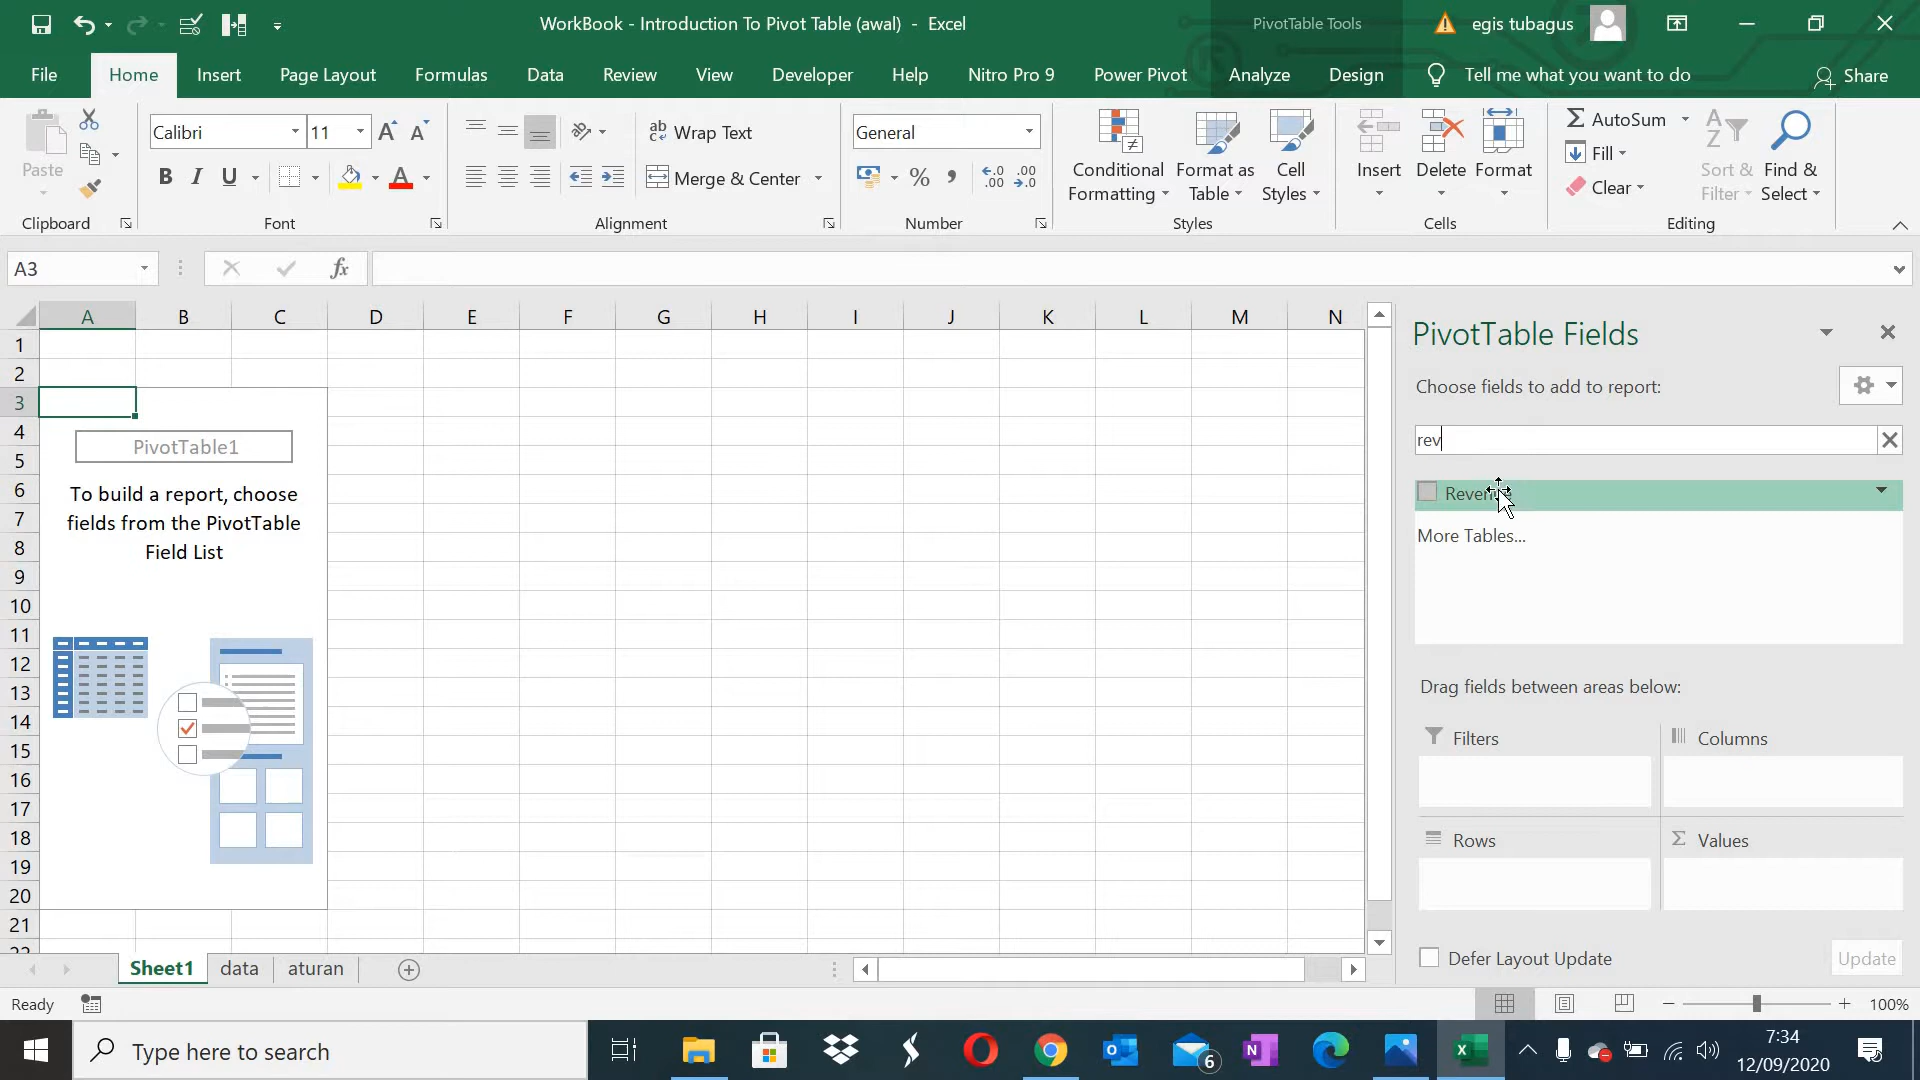 WorkBook - Introduction To Pivot Table (awal) - Excel
PivotTable Tools
egis tubagus
File
Home
Insert
Page Layout
Formulas
Data
Review
View
Developer
Help
Nitro Pro 9
Power Pivot
Analyze
Design
Tell me what you want to do
Share
Paste
Clipboard
Calibri
11
A
A
B
I
U
A
Font
ab
Wrap Text
Merge & Center
Alignment
General
%
Number
Conditional
Formatting
Format as
Table
Cell
Styles
Styles
Insert
Delete
Format
Cells
AutoSum
Fill
Clear
Sort &
Filter
Find &
Select
Editing
A3
fx
A B C D E F G H I J K L M N
1
2
3
4
5
6
7
8
9
10
11
12
13
14
15
16
17
18
19
20
21
PivotTable1
To build a report, choose
fields from the PivotTable
Field List
PivotTable Fields
Choose fields to add to report:
rev
More Tables...
Drag fields between areas below:
Filters
Columns
Rows
Values
Defer Layout Update
Update
Sheet1
data
aturan
Ready
100%
Type here to search
6
7:34
12/09/2020